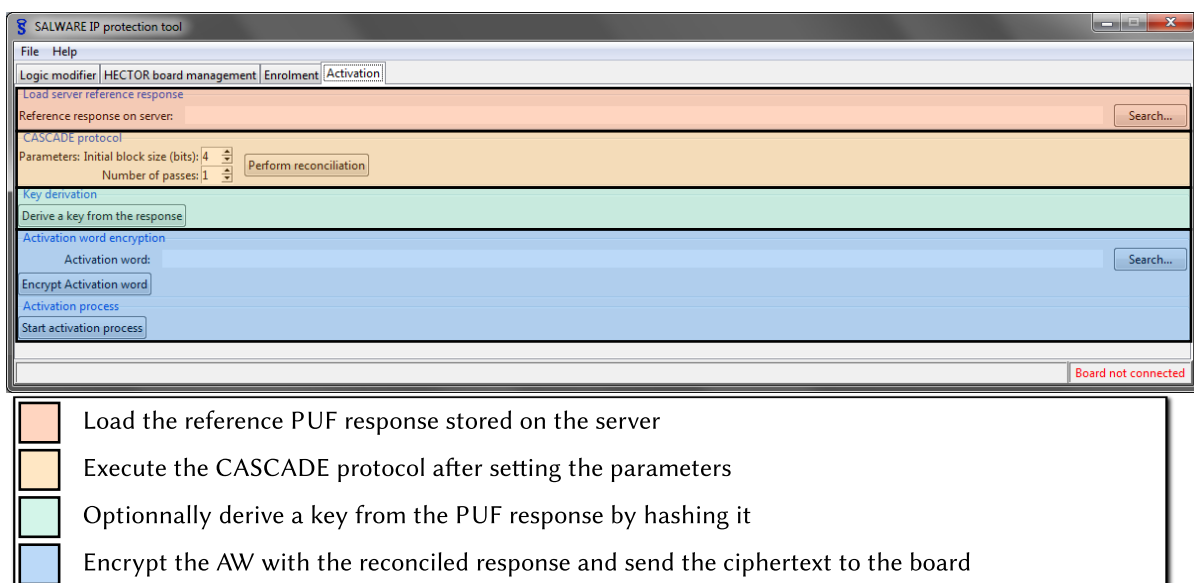 SALWARE IP protection tool
File Help
Logic modifier HECTOR board management Enrolment Activation
Load server reference response
Reference response on server: Search...
CASCADE protocol
Parameters: Initial block size (bits): 4
Perform reconciliation
Number of passes: 1
Key derivation
Derive a key from the response
Activation word encryption
Activation word: Search...
Encrypt Activation word
Activation process
Start activation process
Board not connected
Load the reference PUF response stored on the server
Execute the CASCADE protocol after setting the parameters
Optionnally derive a key from the PUF response by hashing it
Encrypt the AW with the reconciled response and send the ciphertext to the board